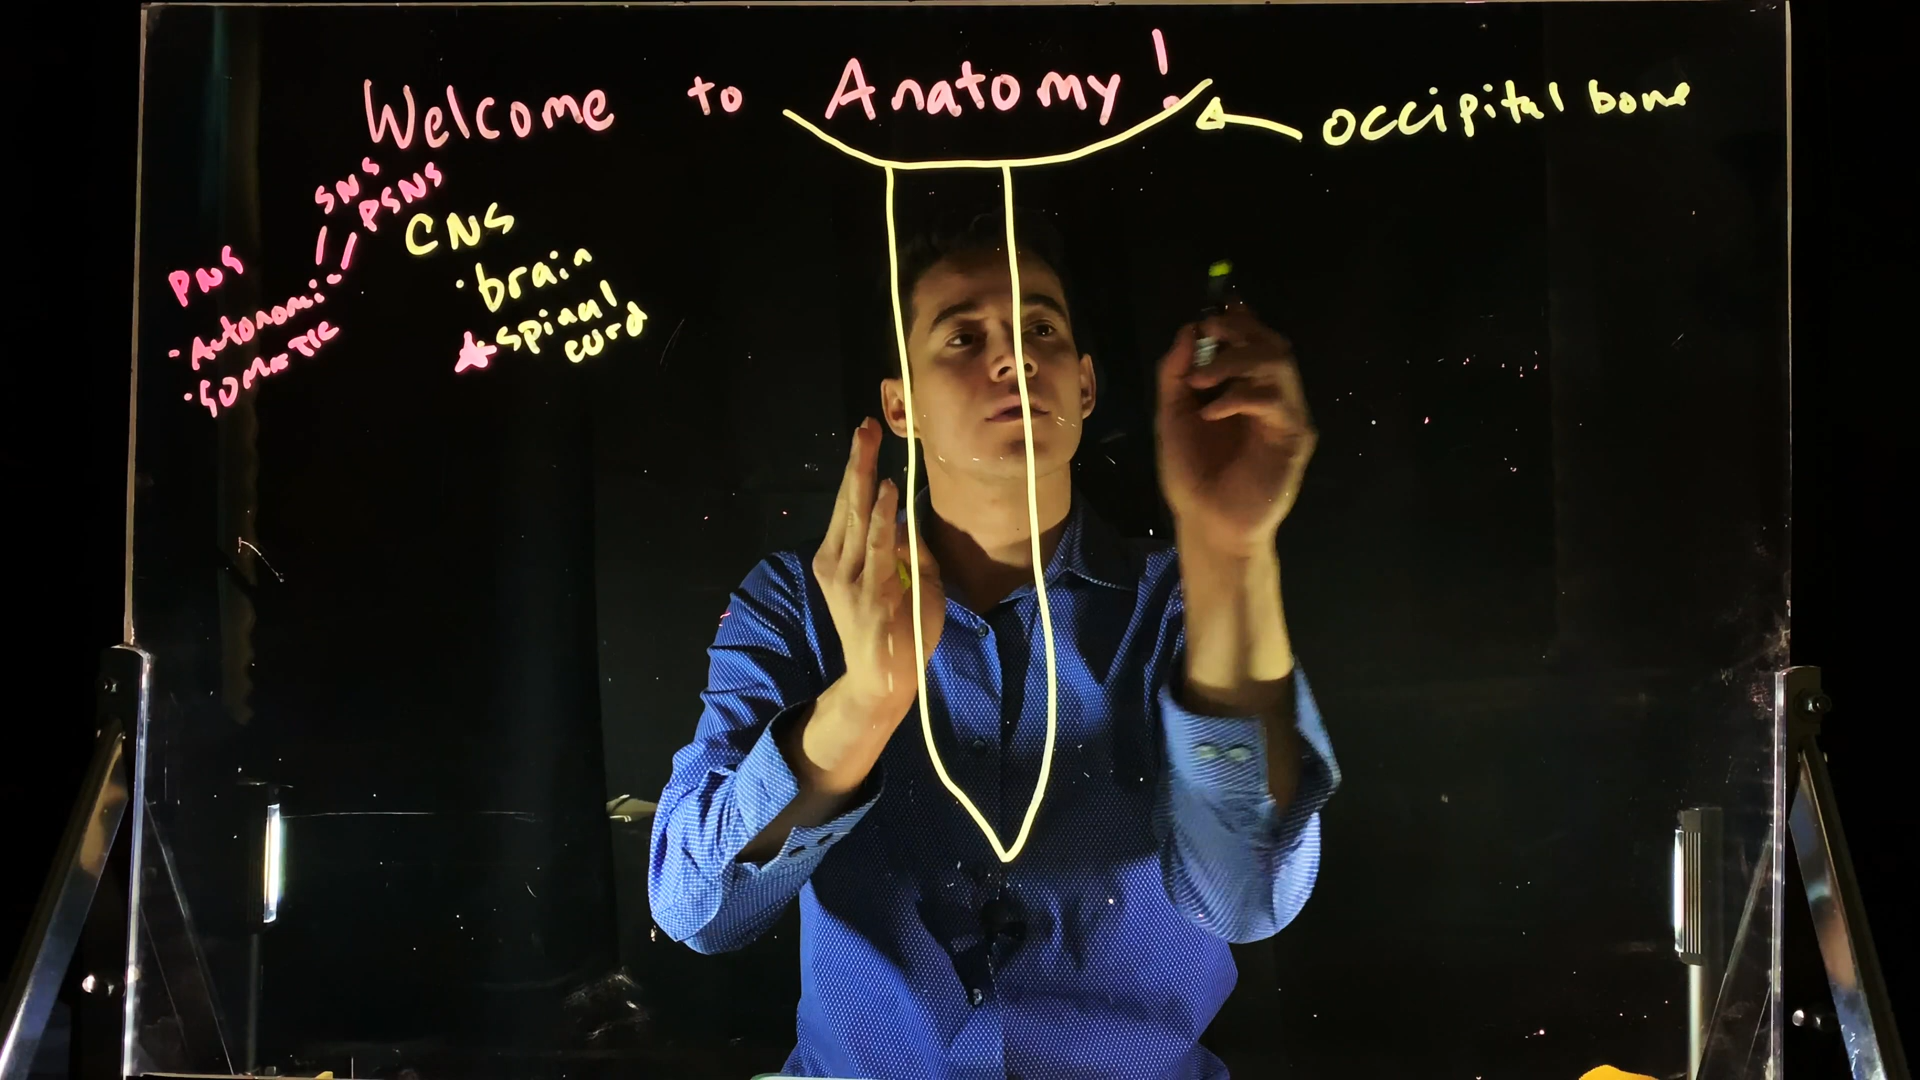 Welcome to Anatomy!
occipital bone
SNS
PSNS
PNS
· Autonomic
· Somatic
CNS
· brain
spinal
cord